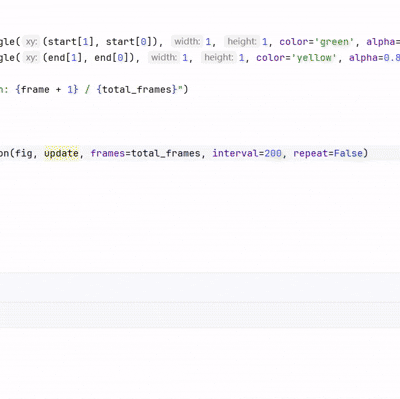 gle( xy: (start[1], start[0]), width: 1, height: 1, color='green', alpha=
gle( xy: (end[1], end[0]), width: 1, height: 1, color='yellow', alpha=0.8
n: {frame + 1} / {total_frames}")
on(fig, update, frames=total_frames, interval=200, repeat=False)